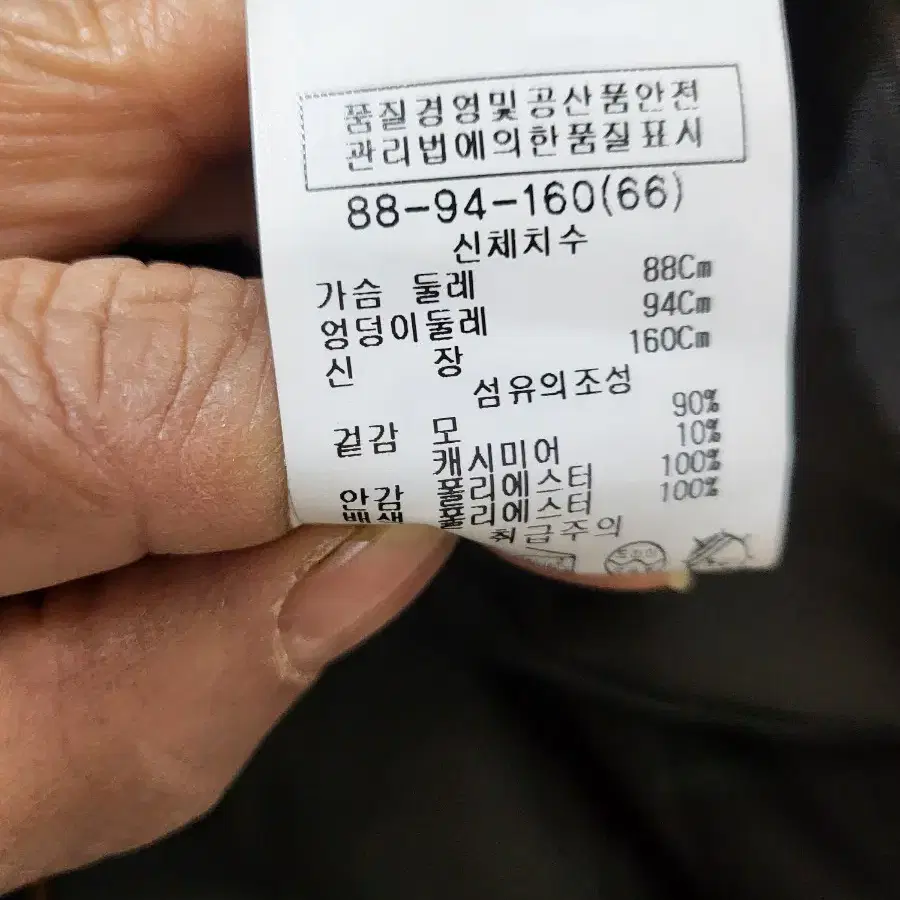 품질경영및공산품안전
관리법에의한품질표시
88-94-160(66)
신체치수
가슴 둘레 88Cm
엉덩이둘레 94Cm
신 장 160Cm
섬유의조성
겉감 모 90%
캐시미어 10%
안감 폴리에스터 100%
배색 폴리에스터 100%
취급주의
드라이